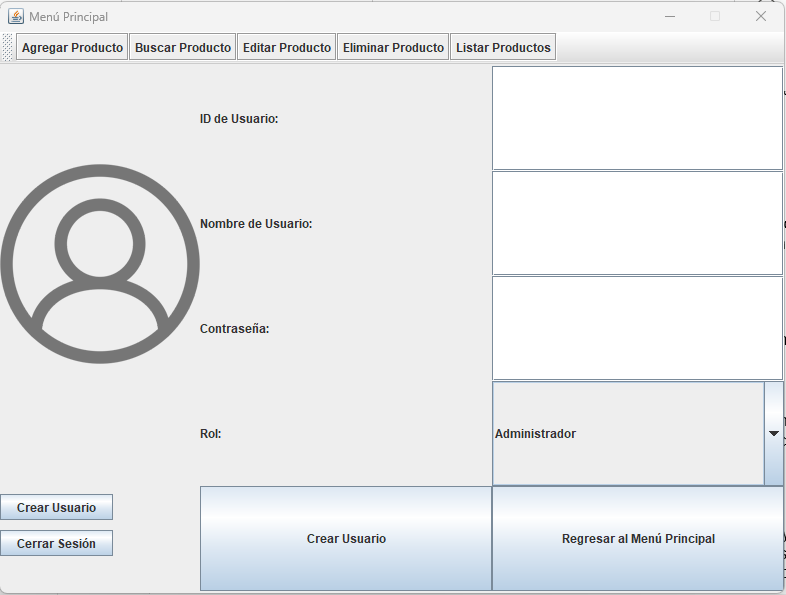 Menú Principal
Agregar Producto Buscar Producto Editar Producto Eliminar Producto Listar Productos
ID de Usuario:
Nombre de Usuario:
Contraseña:
Rol: Administrador
Crear Usuario
Cerrar Sesión
Crear Usuario Regresar al Menú Principal